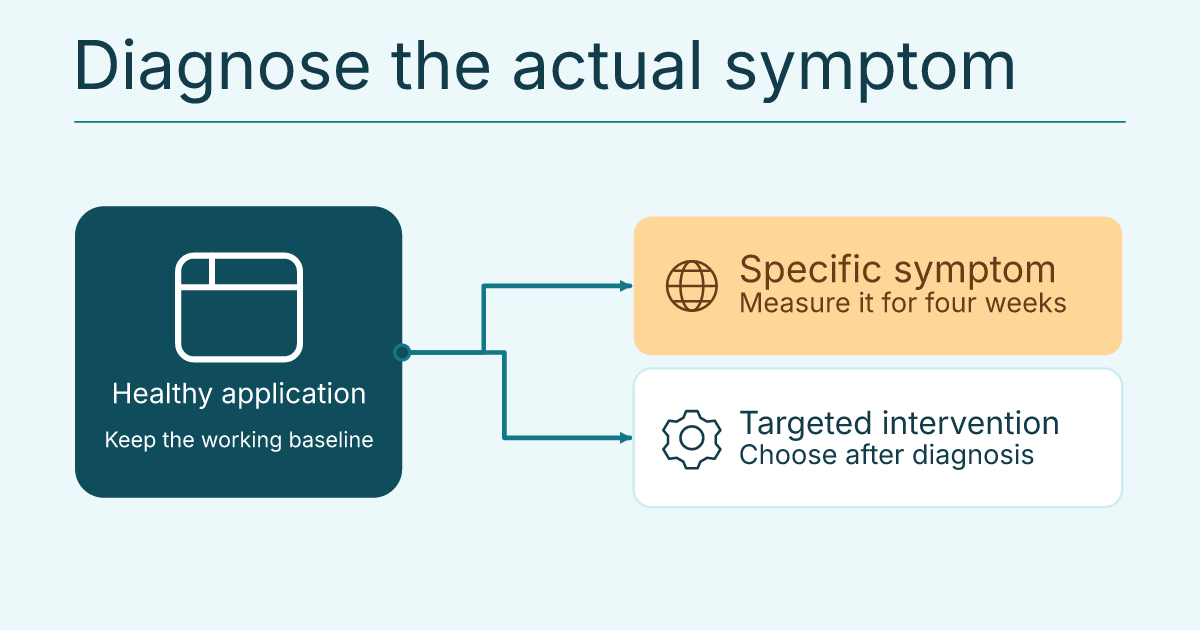 Diagnose the actual symptom
Healthy application
Keep the working baseline
Specific symptom
Measure it for four weeks
Targeted intervention
Choose after diagnosis